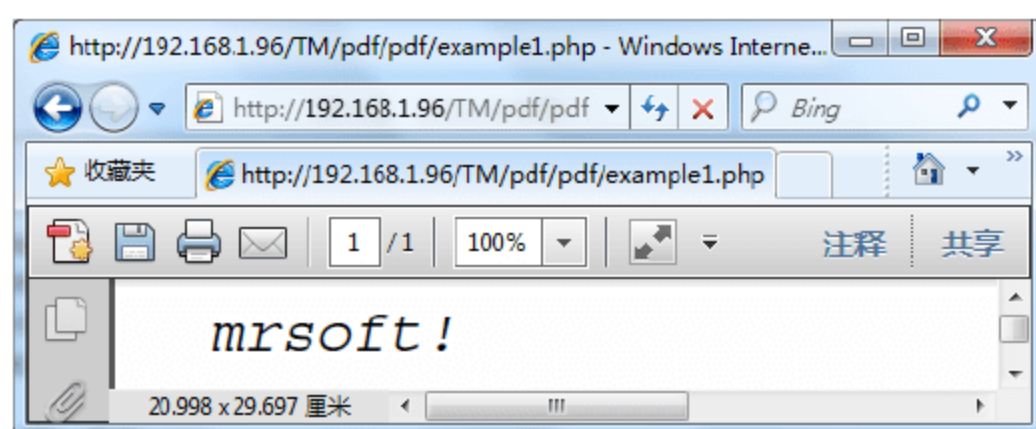 http://192.168.1.96/TM/pdf/pdf/example1.php - Windows Interne...
http://192.168.1.96/TM/pdf/pdf Bing
收藏夹 http://192.168.1.96/TM/pdf/pdf/example1.php
1 / 1 100% 注释 共享
mrsoft!
20.998 x 29.697 厘米